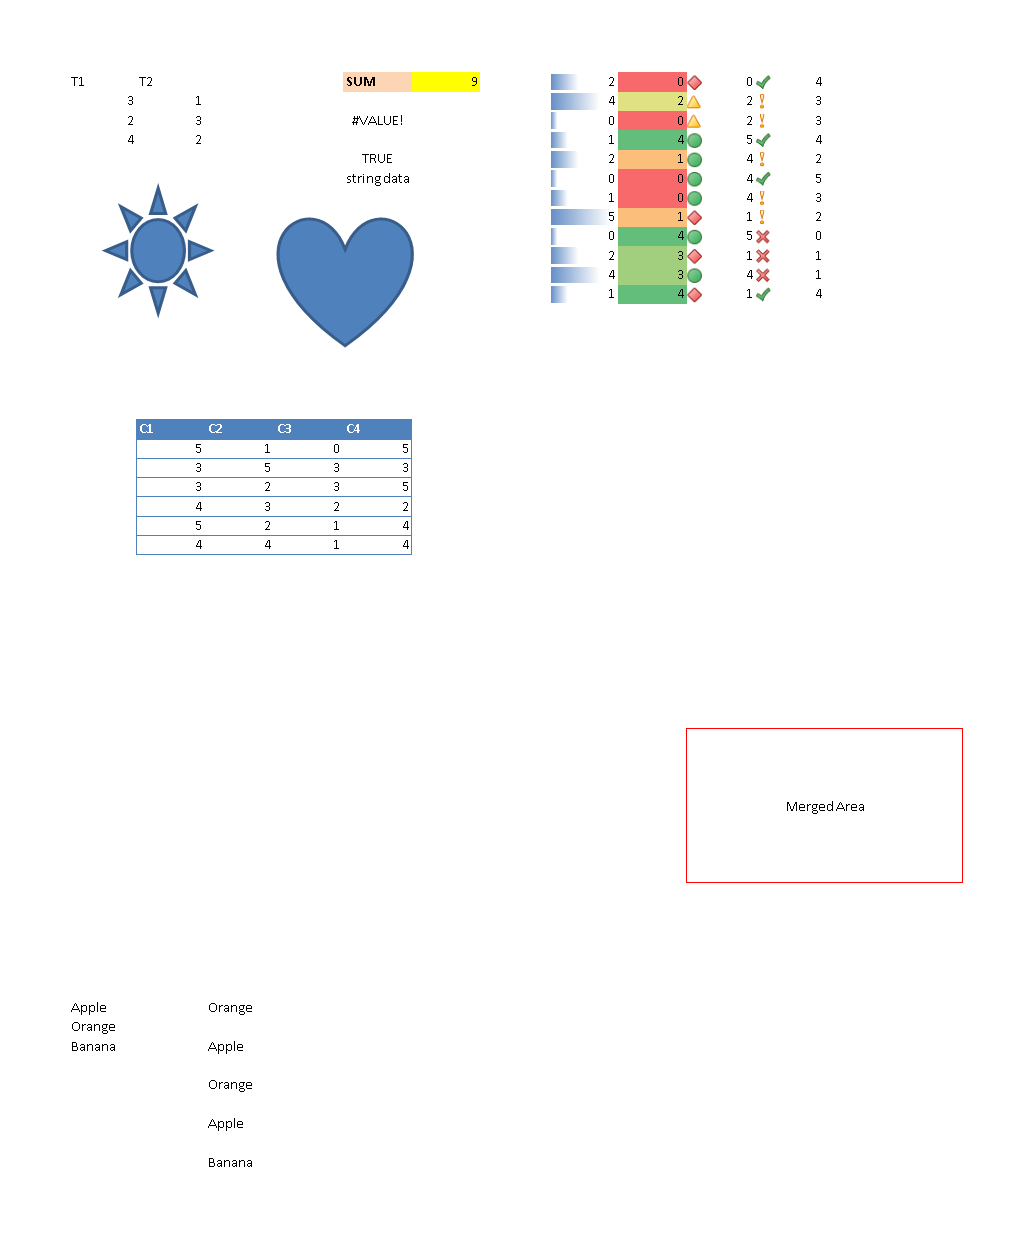 T1 T2 SUM 9 2 0 0 4
3 1 4 2 2 3
2 3 #VALUE! 0 0 2 3
4 2 1 4 5 4
TRUE 2 1 4 2
string data 0 0 4 5
1 0 4 3
5 1 1 2
0 4 5 0
2 3 1 1
4 3 4 1
1 4 1 4
C1 C2 C3 C4
5 1 0 5
3 5 3 3
3 2 3 5
4 3 2 2
5 2 1 4
4 4 1 4
Merged Area
Apple Orange
Orange
Banana Apple
Orange
Apple
Banana